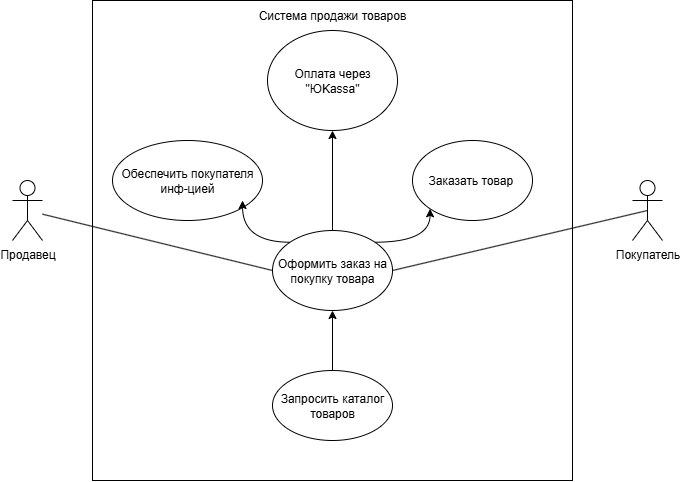 Система продажи товаров
Оплата через
"ЮKassa"
Обеспечить покупателя
инф-цией
Заказать товар
Продавец
Покупатель
Оформить заказ на
покупку товара
Запросить каталог
товаров